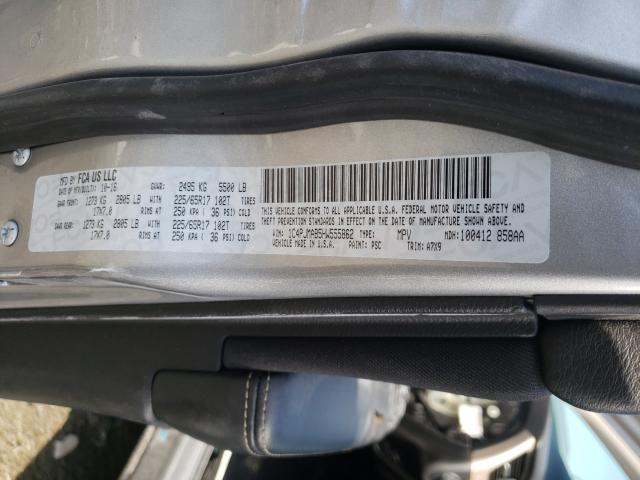 MFD BY FCA US LLC
DATE OF MFR/BUILT: 10-16 GVWR: 2495 KG 5500 LB
GAWR FRONT: 1273 KG 2805 LB 225/65R17 102T TIRES
17X7.0 RIMS AT 250 KPA ( 36 PSI) COLD
GAWR REAR: 1273 KG 2805 LB 225/65R17 102T TIRES
17X7.0 RIMS AT 250 KPA ( 36 PSI) COLD
THIS VEHICLE CONFORMS TO ALL APPLICABLE U.S.A. FEDERAL MOTOR VEHICLE SAFETY AND
THEFT PREVENTION STANDARDS IN EFFECT ON THE DATE OF MANUFACTURE SHOWN ABOVE.
VIN: 1C4PJMAB5HW555862 TYPE: MPV MDH: 100412 858AA
MADE IN U.S.A. PAINT: PSC TRIM: A7X9